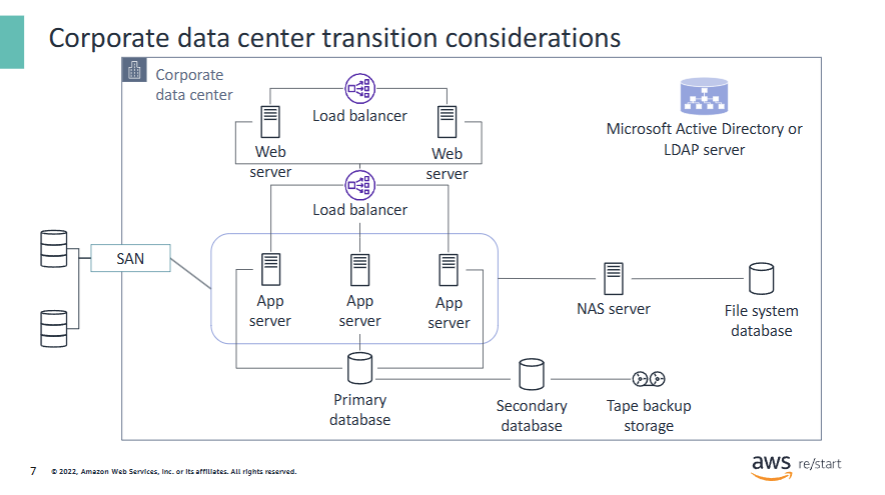 Corporate data center transition considerations
Corporate
data center
Load balancer
Microsoft Active Directory or
LDAP server
Web
server
Web
server
Load balancer
SAN
App
server
App
server
App
server
NAS server
File system
database
Primary
database
Secondary
database
Tape backup
storage
7
© 2022, Amazon Web Services, Inc. or its affiliates. All rights reserved.
aws re/start